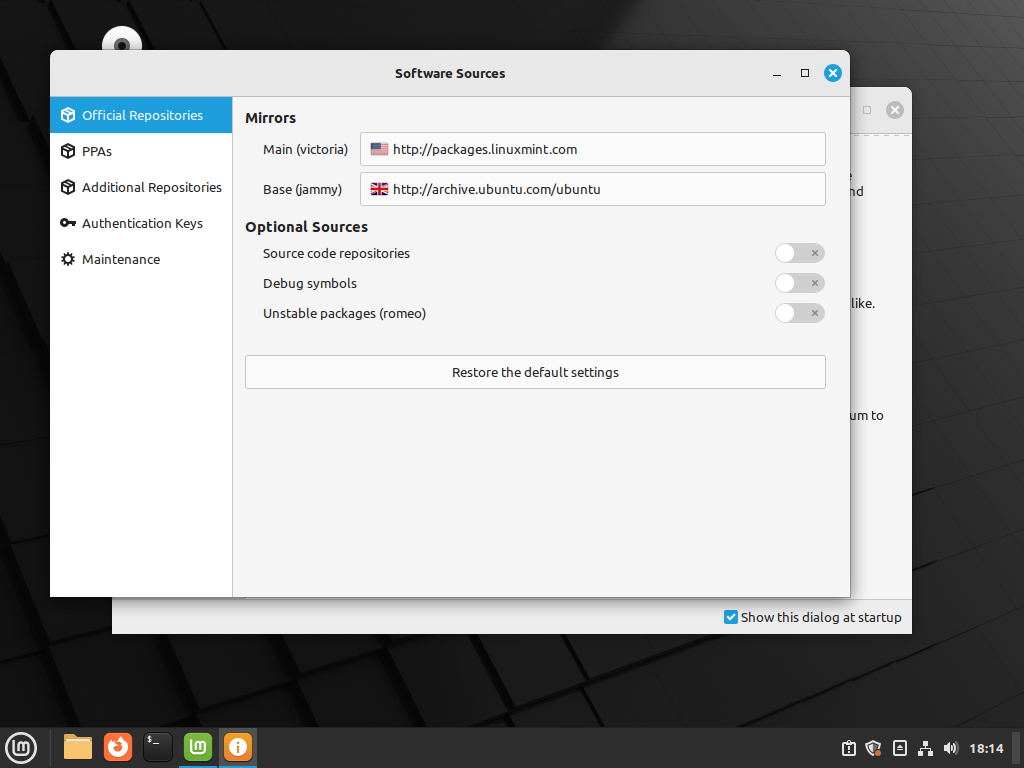 Software Sources
Official Repositories
PPAs
Additional Repositories
Authentication Keys
Maintenance
Mirrors
Main (victoria)
http://packages.linuxmint.com
Base (jammy)
http://archive.ubuntu.com/ubuntu
Optional Sources
Source code repositories
Debug symbols
Unstable packages (romeo)
Restore the default settings
like.
um to
Show this dialog at startup
18:14